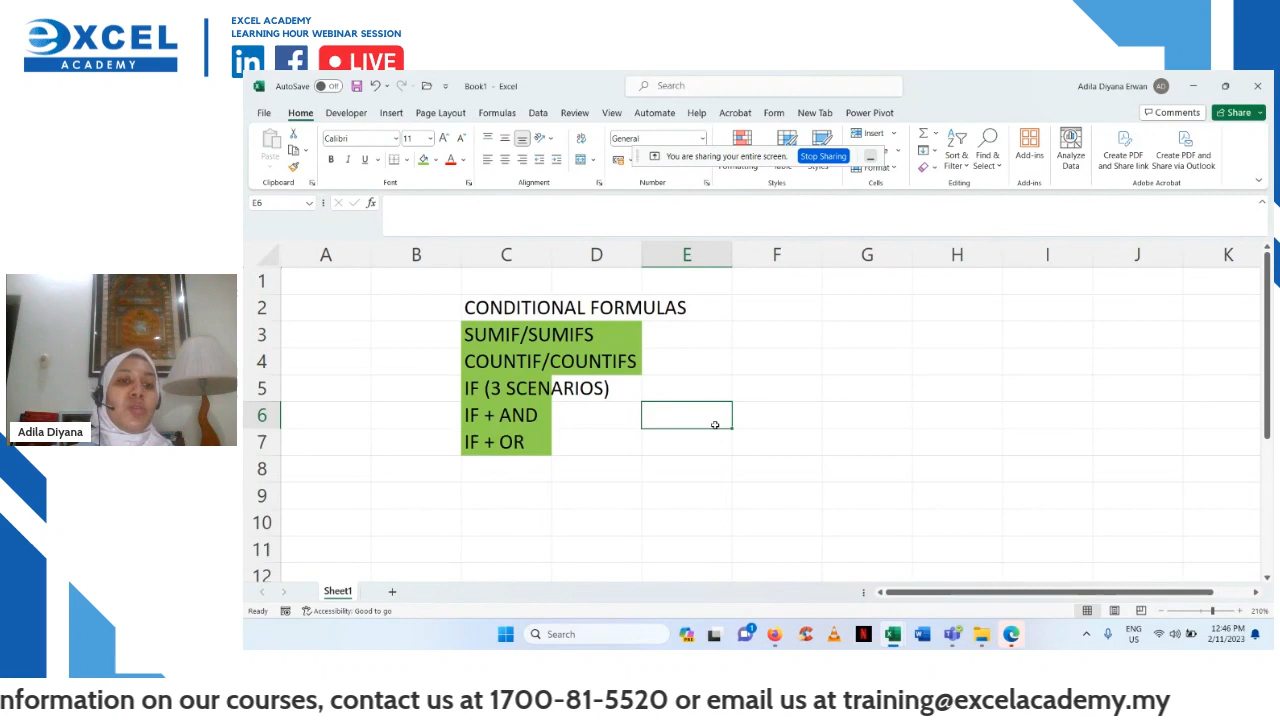 EXCEL
ACADEMY
EXCEL ACADEMY
LEARNING HOUR WEBINAR SESSION
in f LIVE
AutoSave Off Book1 - Excel Search Adila Diyana Erwan AD
File Home Developer Insert Page Layout Formulas Data Review View Automate Help Acrobat Form New Tab Power Pivot Comments Share
Paste Calibri 11 General Insert Format Sort & Filter Find & Select Add-ins Analyze Data Create PDF and Share link Create PDF and Share via Outlook
You are sharing your entire screen. Stop Sharing
Clipboard Font Alignment Number Styles Cells Editing Add-ins Adobe Acrobat
E6 fx
A B C D E F G H I J K
1
2 CONDITIONAL FORMULAS
3 SUMIF/SUMIFS
4 COUNTIF/COUNTIFS
5 IF (3 SCENARIOS)
6 IF + AND
7 IF + OR
8
9
10
11
12
Adila Diyana
Sheet1
Ready Accessibility: Good to go 210%
Search ENG US 12:46 PM 2/11/2023
nformation on our courses, contact us at 1700-81-5520 or email us at training@excelacademy.my